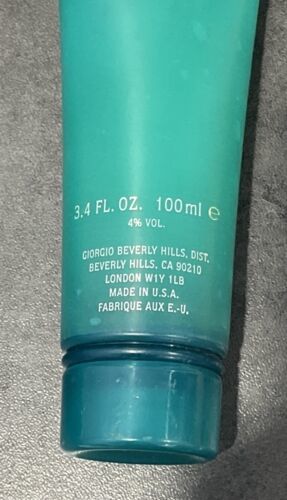 3.4 FL. OZ. 100ml e
4% VOL.
GIORGIO BEVERLY HILLS, DIST.
BEVERLY HILLS, CA 90210
LONDON W1Y 1LB
MADE IN U.S.A.
FABRIQUE AUX E.-U.